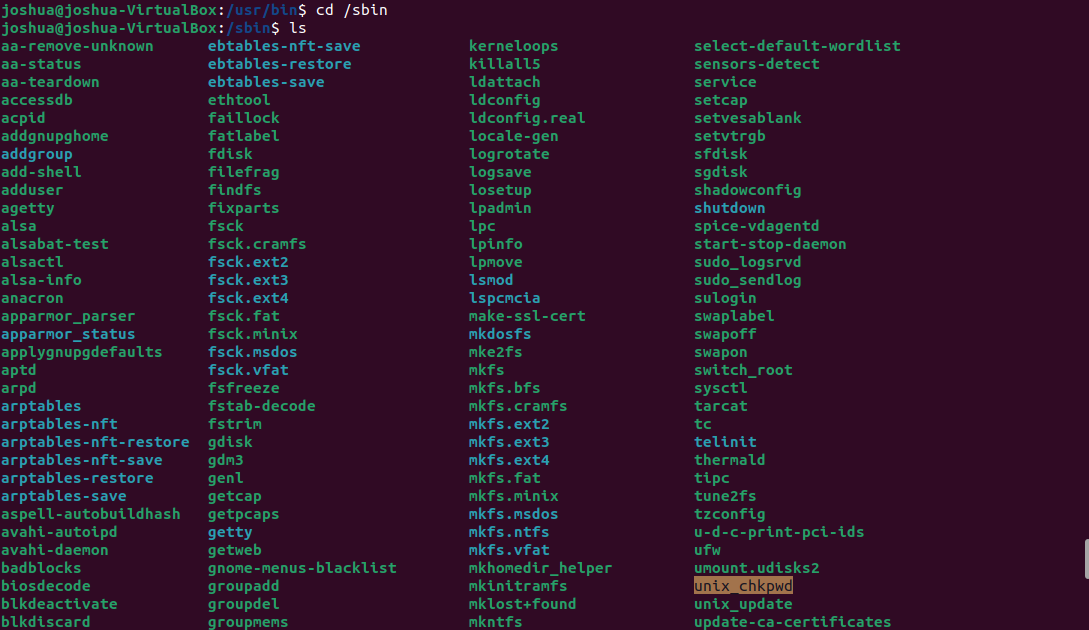 joshua@joshua-VirtualBox:/usr/bin$ cd /sbin
joshua@joshua-VirtualBox:/sbin$ ls
aa-remove-unknown ebtables-nft-save kerneloops select-default-wordlist
aa-status ebtables-restore killall5 sensors-detect
aa-teardown ebtables-save ldattach service
accessdb ethtool ldconfig setcap
acpid faillock ldconfig.real setvesablank
addgnupghome fatlabel locale-gen setvtrgb
addgroup fdisk logrotate sfdisk
add-shell filefrag logsave sgdisk
adduser findfs losetup shadowconfig
agetty fixparts lpadmin shutdown
alsa fsck lpc spice-vdagentd
alsabat-test fsck.cramfs lpinfo start-stop-daemon
alsactl fsck.ext2 lpmove sudo_logsrvd
alsa-info fsck.ext3 lsmod sudo_sendlog
anacron fsck.ext4 lspcmcia sulogin
apparmor_parser fsck.fat make-ssl-cert swaplabel
apparmor_status fsck.minix mkdosfs swapoff
applygnupgdefaults fsck.msdos mke2fs swapon
aptd fsck.vfat mkfs switch_root
arpd fsfreeze mkfs.bfs sysctl
arptables fstab-decode mkfs.cramfs tarcat
arptables-nft fstrim mkfs.ext2 tc
arptables-nft-restore gdisk mkfs.ext3 telinit
arptables-nft-save gdm3 mkfs.ext4 thermald
arptables-restore genl mkfs.fat tipc
arptables-save getcap mkfs.minix tune2fs
aspell-autobuildhash getpcaps mkfs.msdos tzconfig
avahi-autoipd getty mkfs.ntfs u-d-c-print-pci-ids
avahi-daemon getweb mkfs.vfat ufw
badblocks gnome-menus-blacklist mkhomedir_helper umount.udisks2
biosdecode groupadd mkinitramfs unix_chkpwd
blkdeactivate groupdel mklost+found unix_update
blkdiscard groupmems mkntfs update-ca-certificates